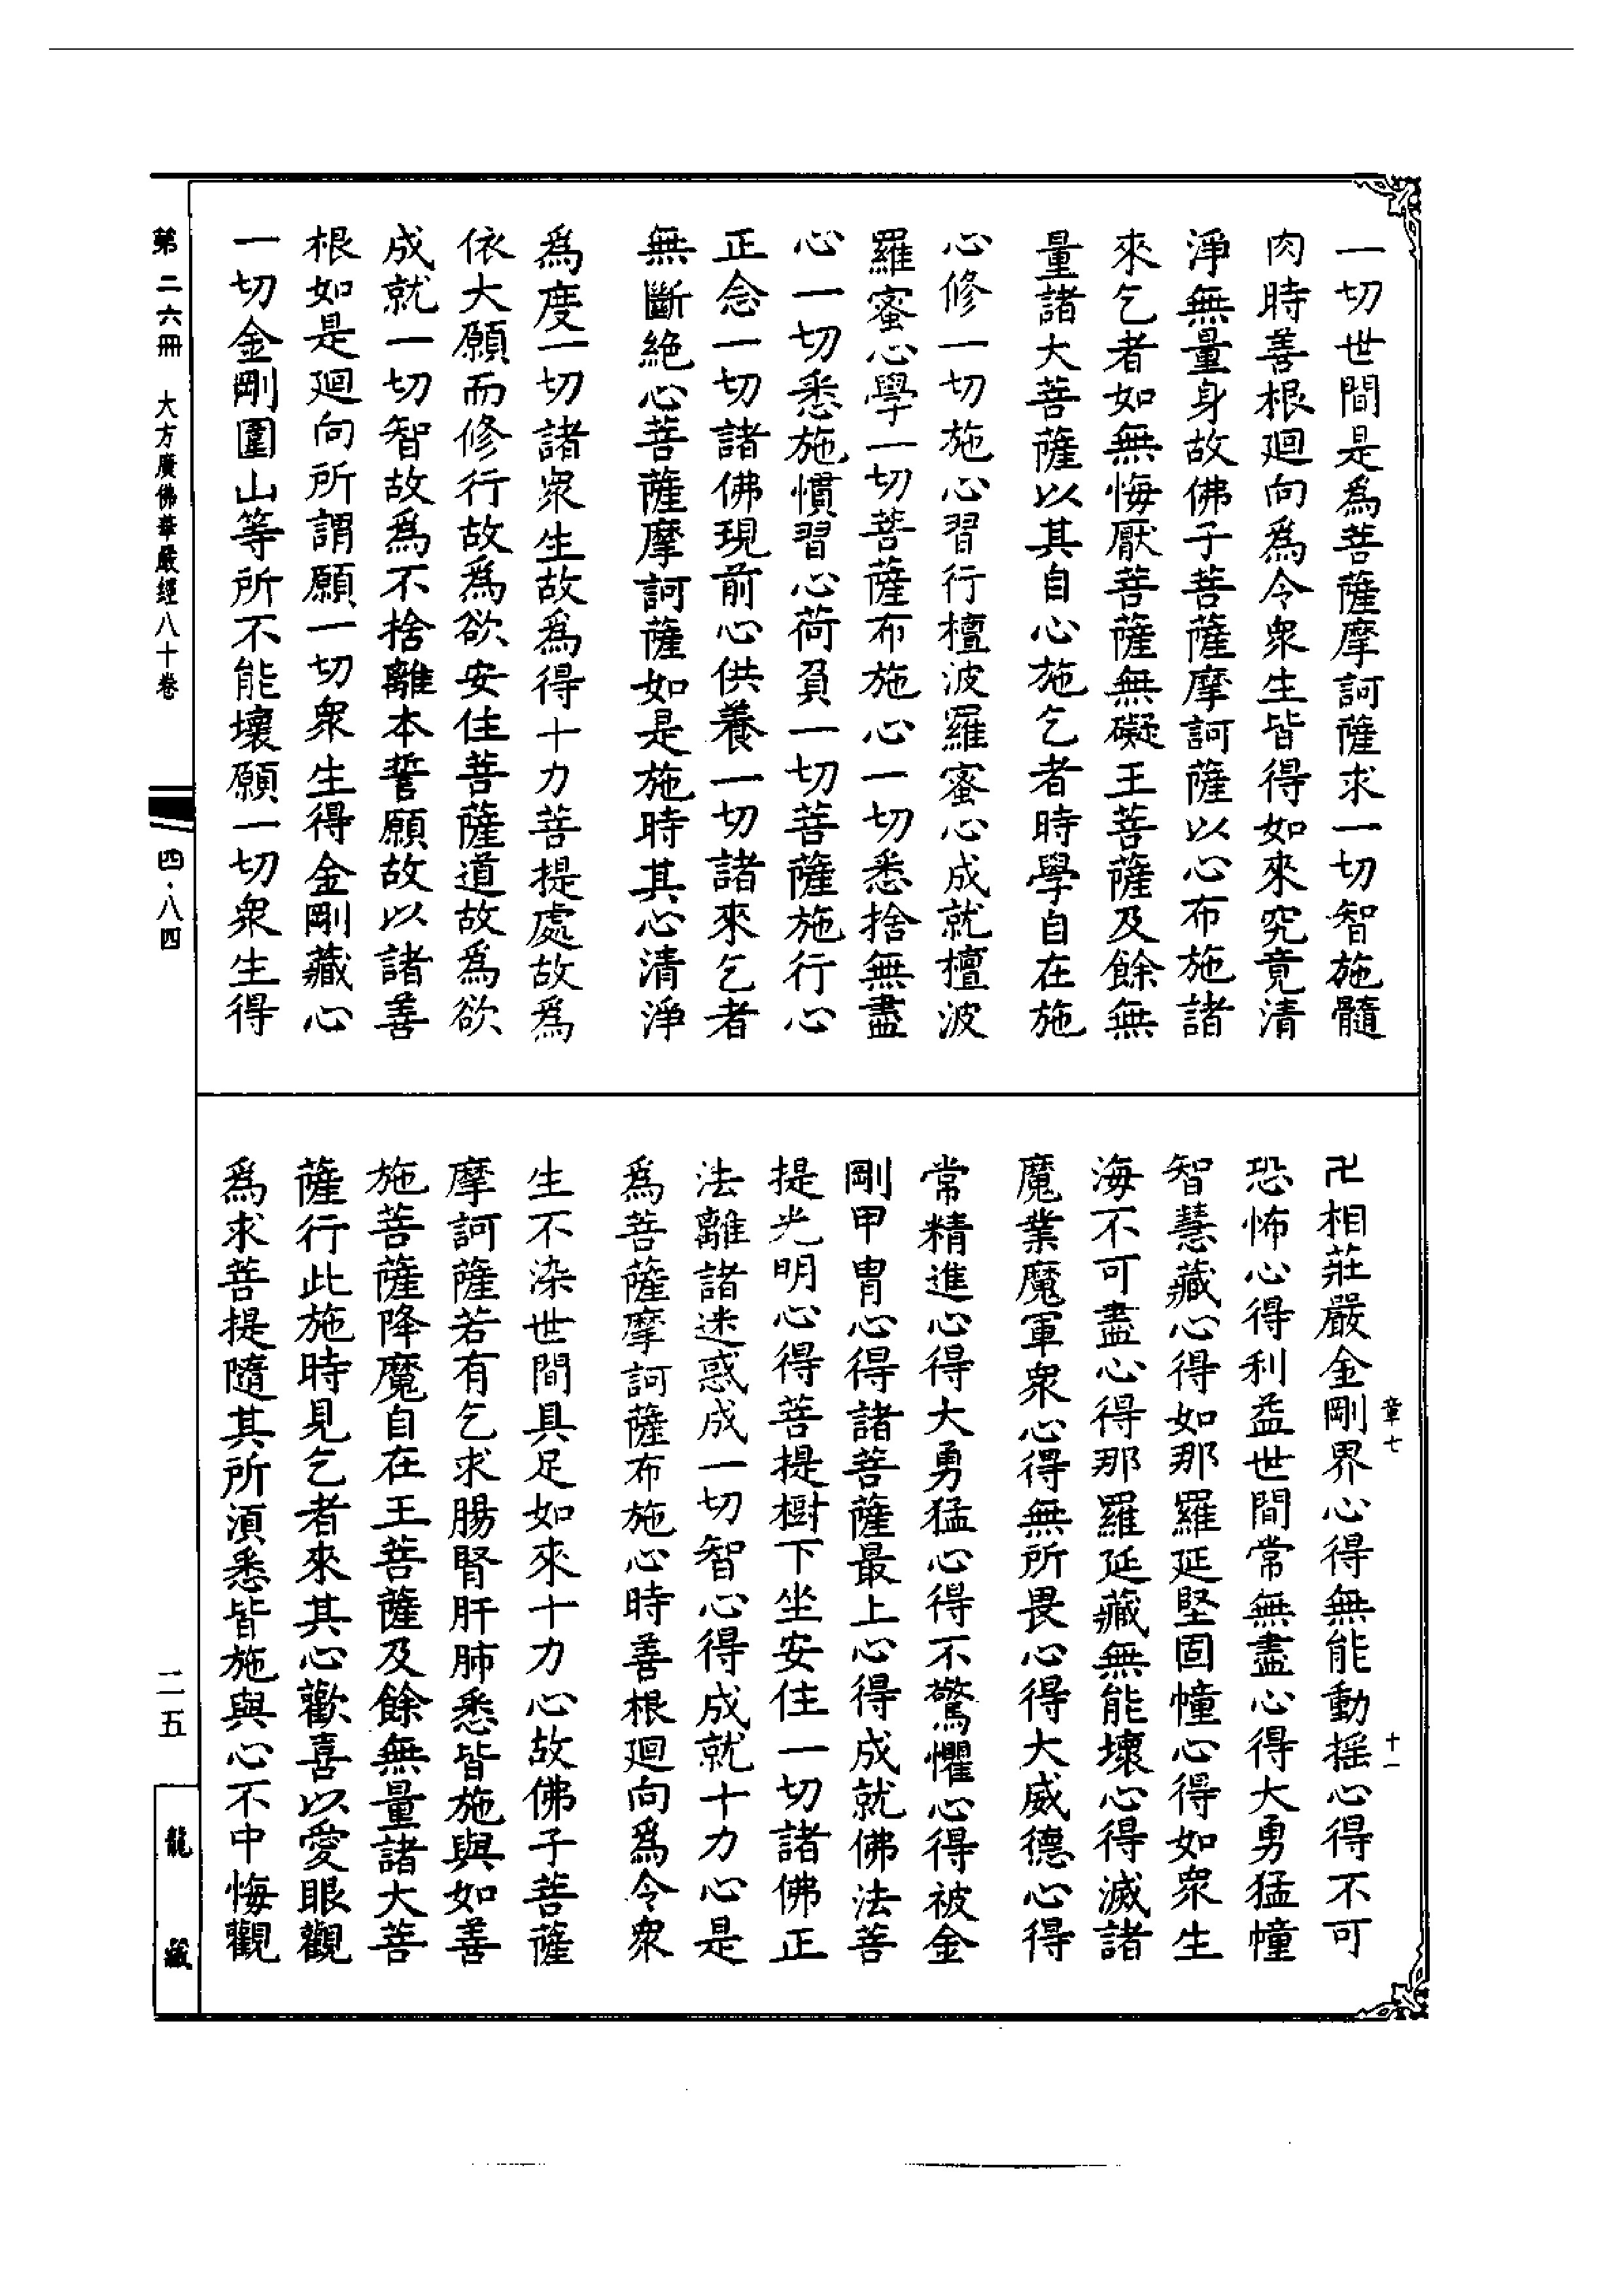 一切世間是為菩薩摩訶薩求一切智施髓
肉時善根廻向為令衆生皆得如來究竟清
淨無量身故佛子菩薩摩訶薩以心布施諸
來乞者如無悔厭菩薩無礙王菩薩及餘無
量諸大菩薩以其自心施乞者時學自在施
心修一切施心習行檀波羅蜜心成就檀波
羅蜜心學一切菩薩布施心一切悉捨無盡
心一切悉施慣習心荷負一切菩薩施行心
正念一切諸佛現前心供養一切諸來乞者
無斷絶心菩薩摩訶薩如是施時其心清淨
為度一切諸衆生故為得十力菩提處故為
依大願而修行故為欲安住菩薩道故為欲
成就一切智故為不捨離本誓願故以諸善
根如是廻向所謂願一切衆生得金剛藏心
一切金剛圍山等所不能壞願一切衆生得
卍相莊嚴金剛界心得無能動搖心得不可
恐怖心得利益世間常無盡心得大勇猛幢
智慧藏心得如那羅延堅固幢心得如衆生
海不可盡心得那羅延藏無能壞心得滅諸
魔業魔軍衆心得無所畏心得大威德心得
常精進心得大勇猛心得不驚懼心得被金
剛甲胄心得諸菩薩最上心得成就佛法菩
提光明心得菩提樹下坐安住一切諸佛正
法離諸迷惑成一切智心得成就十力心是
為菩薩摩訶薩布施心時善根廻向為令衆
生不染世間具足如來十力心故佛子菩薩
摩訶薩若有乞求腸腎肝肺悉皆施與如善
施菩薩降魔自在王菩薩及餘無量諸大菩
薩行此施時見乞者來其心歡喜以愛眼觀
為求菩提隨其所須悉皆施與心不中悔觀
章七
十一
第二六冊 大方廣佛華嚴經八十卷
四·八四
二五
龍藏